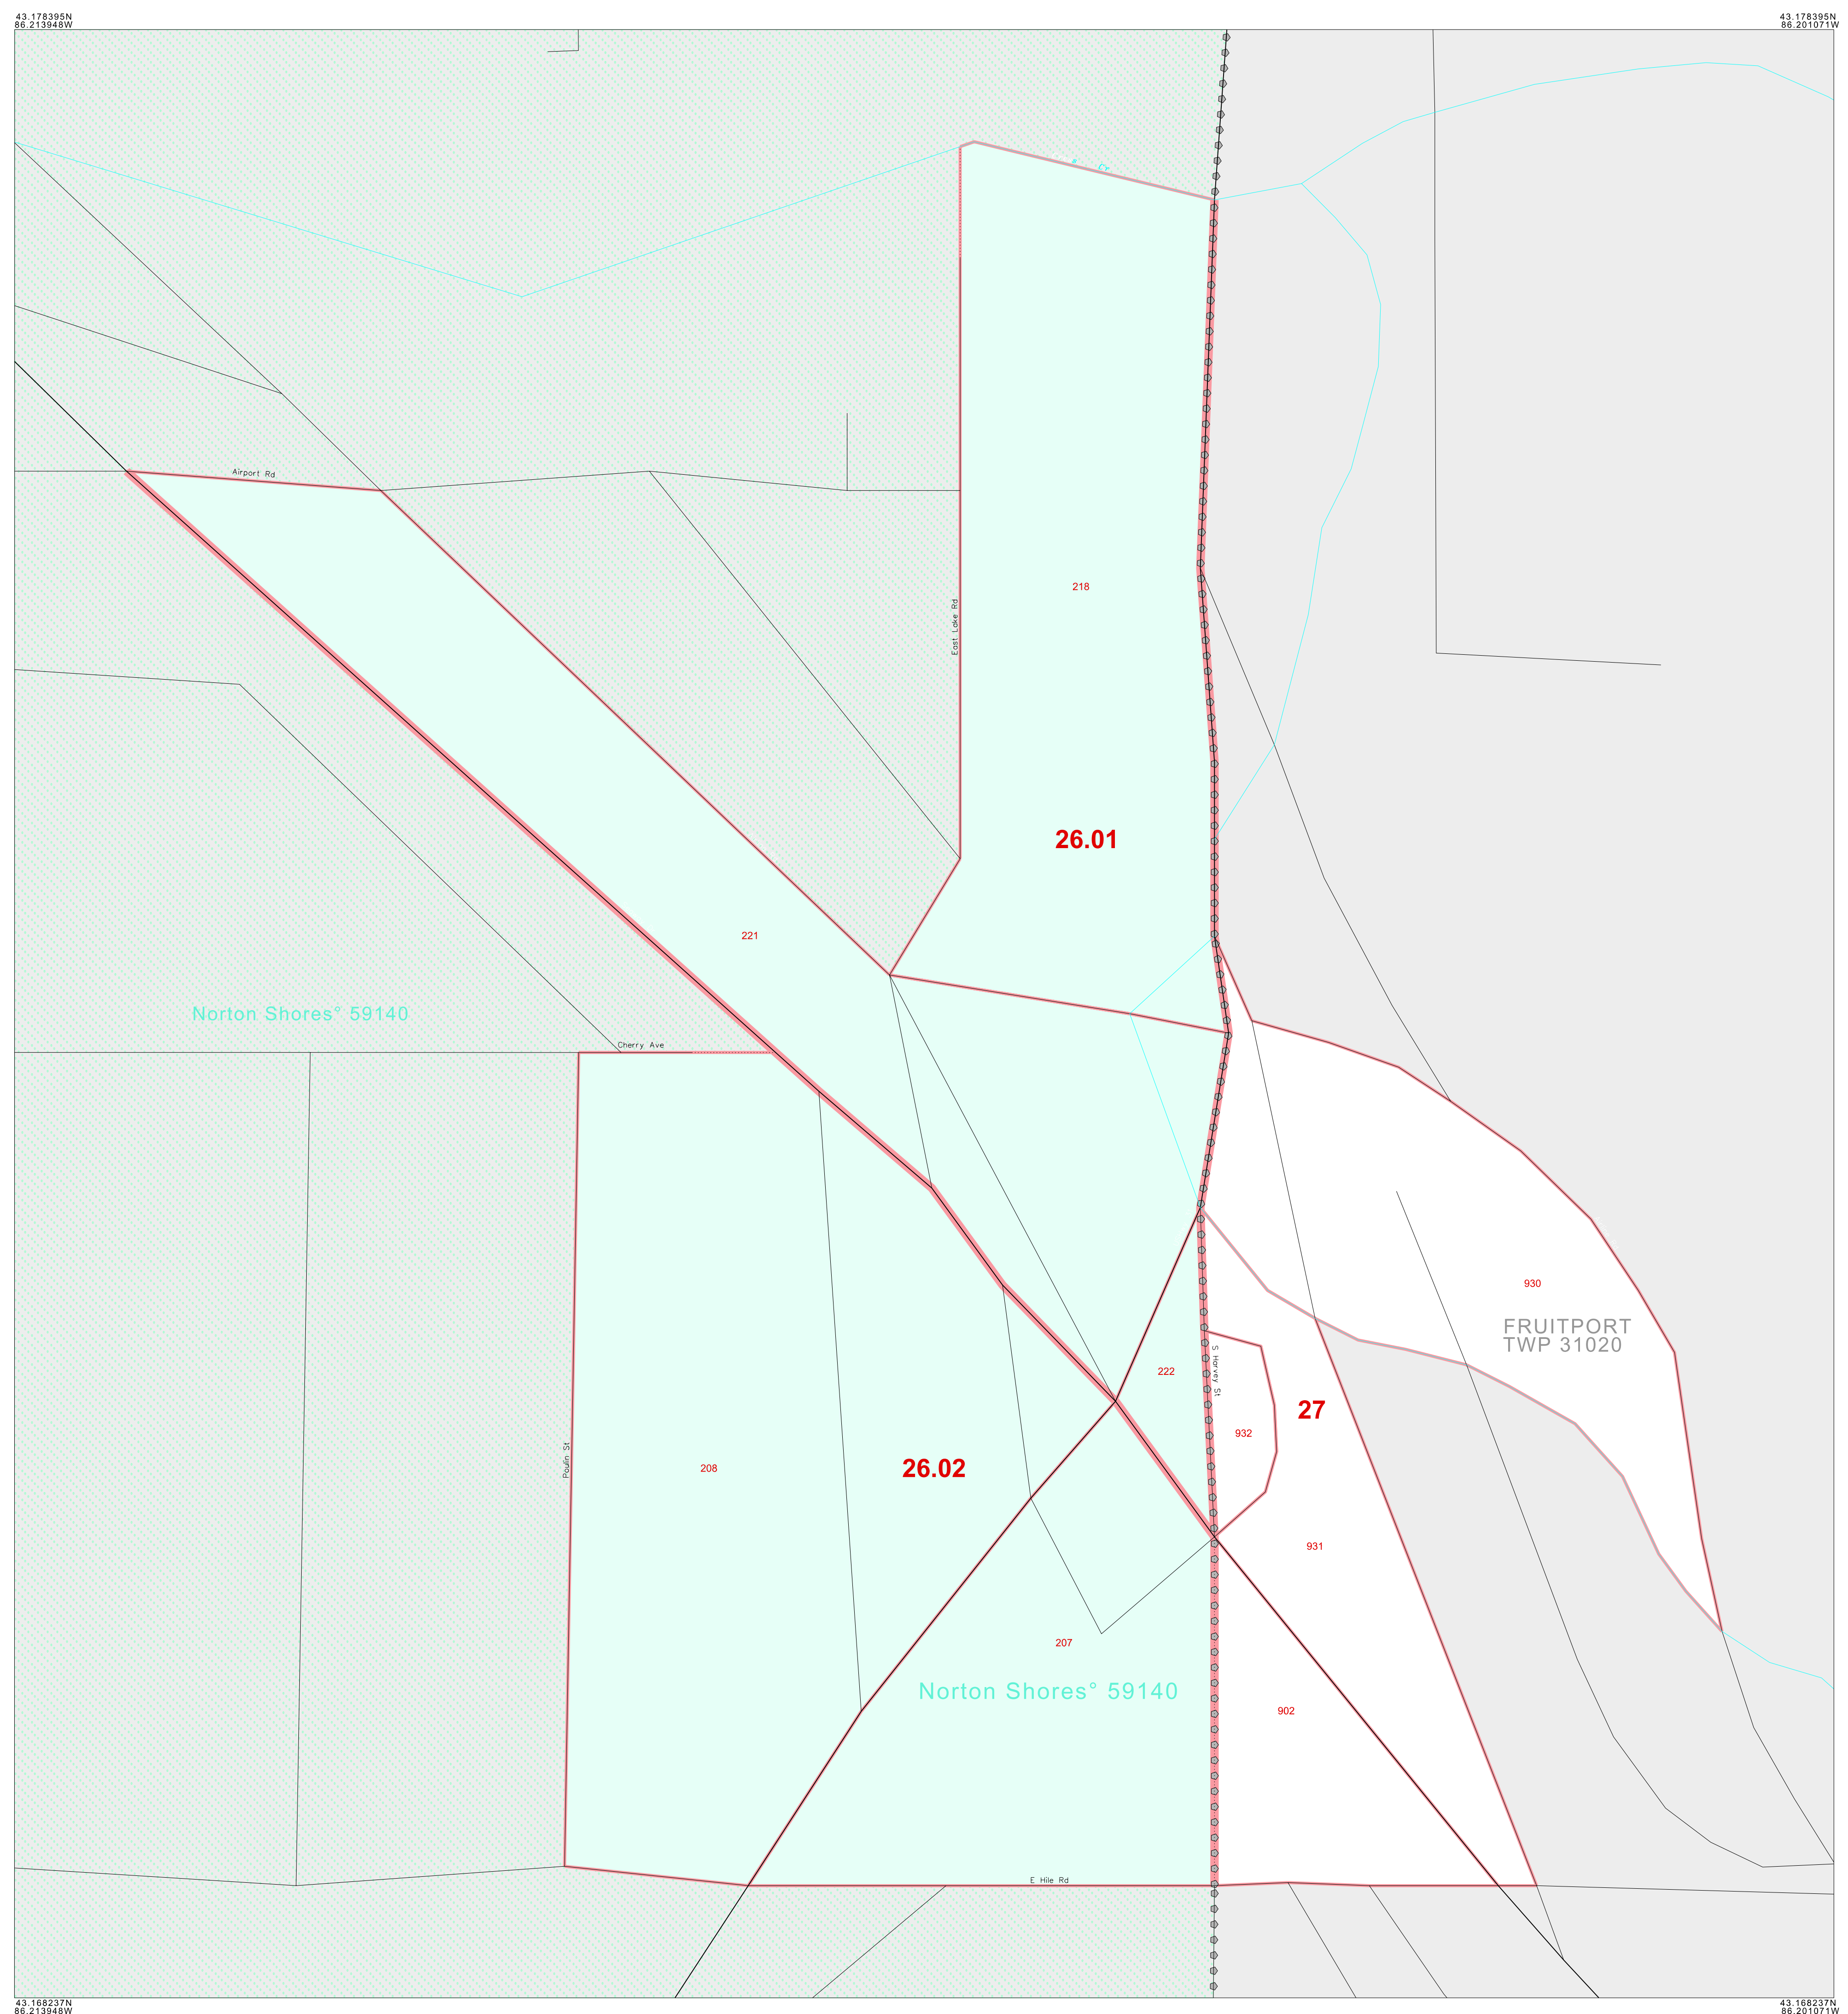 43.178395N
86.213948W
43.178395N
86.201071W
Cr
Airport Rd
218
East Lake Rd
26.01
221
Norton Shores° 59140
Cherry Ave
930
FRUITPORT
TWP 31020
222
S Harvey St
27
932
Poulin St
208
26.02
931
207
Norton Shores° 59140
902
E Hile Rd
43.168237N
86.213948W
43.168237N
86.201071W